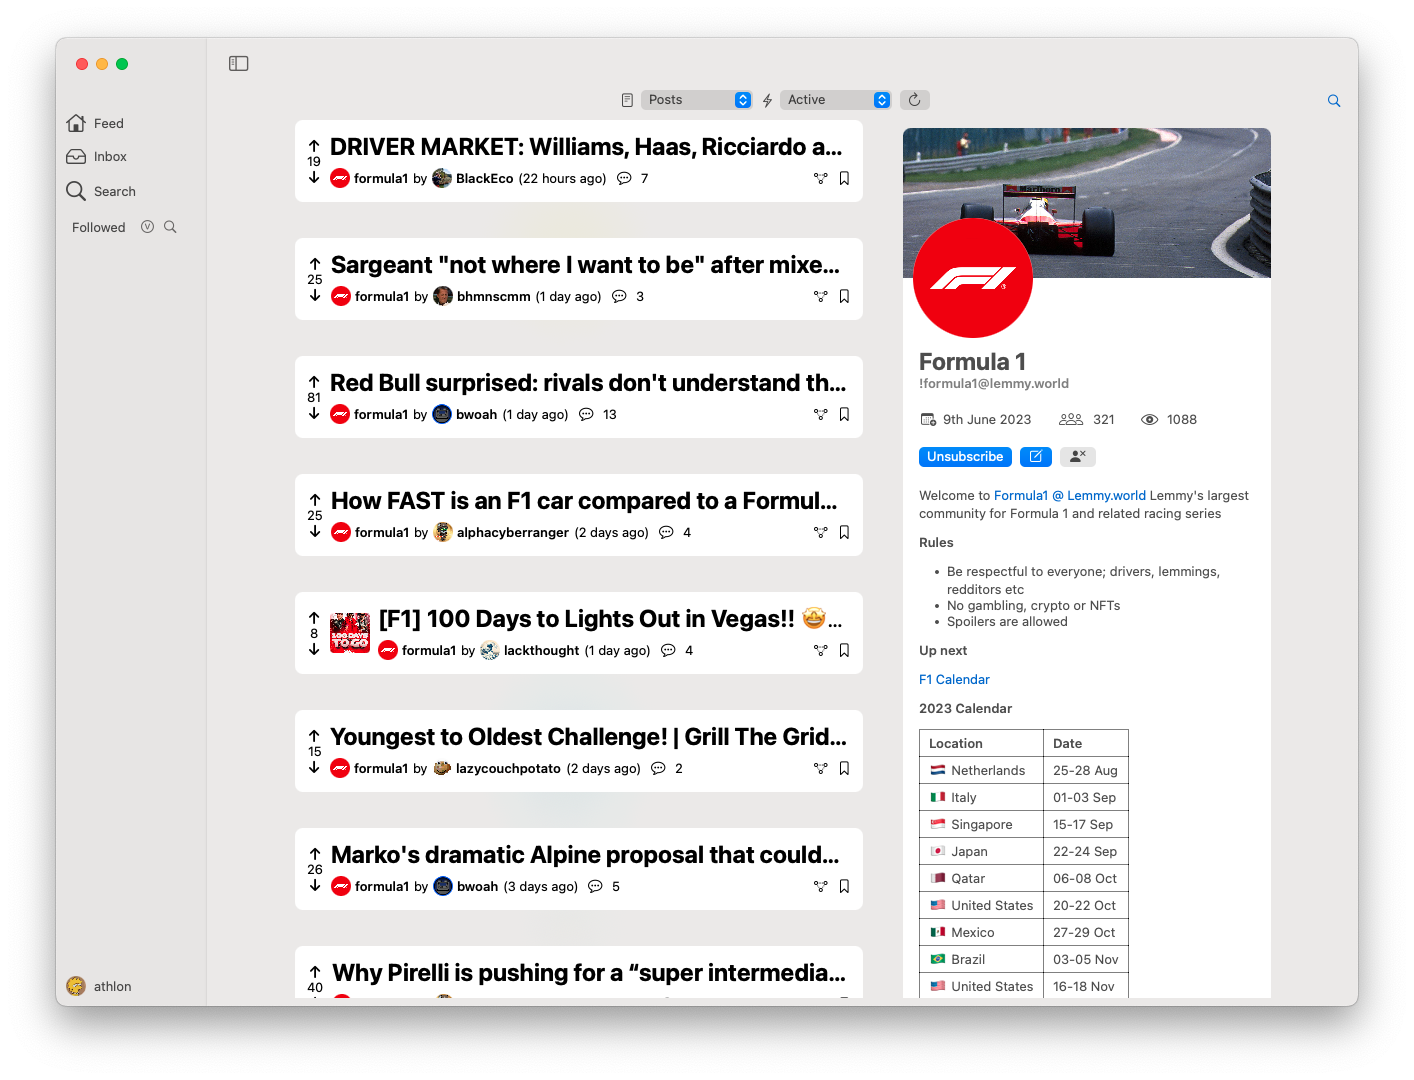 Posts
Active
Feed
Inbox
Search
Followed
V
athlon
19
DRIVER MARKET: Williams, Haas, Ricciardo a...
formula1 by BlackEco (22 hours ago) 7
25
Sargeant "not where I want to be" after mixe...
formula1 by bhmnscmm (1 day ago) 3
81
Red Bull surprised: rivals don't understand th...
formula1 by bwoah (1 day ago) 13
25
How FAST is an F1 car compared to a Formul...
formula1 by alphacyberranger (2 days ago) 4
8
100 DAYS
TO GO
[F1] 100 Days to Lights Out in Vegas!! 🤩...
formula1 by lackthought (1 day ago) 4
15
Youngest to Oldest Challenge! | Grill The Grid...
formula1 by lazycouchpotato (2 days ago) 2
26
Marko's dramatic Alpine proposal that could...
formula1 by bwoah (3 days ago) 5
40
Why Pirelli is pushing for a “super intermedia...
Marlboro
F1
Formula 1
!formula1@lemmy.world
9th June 2023 321 1088
Unsubscribe
Welcome to Formula1 @ Lemmy.world Lemmy's largest
community for Formula 1 and related racing series
Rules
• Be respectful to everyone; drivers, lemmings,
redditors etc
• No gambling, crypto or NFTs
• Spoilers are allowed
Up next
F1 Calendar
2023 Calendar
Location Date
🇳🇱 Netherlands 25-28 Aug
🇮🇹 Italy 01-03 Sep
🇸🇬 Singapore 15-17 Sep
🇯🇵 Japan 22-24 Sep
🇶🇦 Qatar 06-08 Oct
🇺🇸 United States 20-22 Oct
🇲🇽 Mexico 27-29 Oct
🇧🇷 Brazil 03-05 Nov
🇺🇸 United States 16-18 Nov